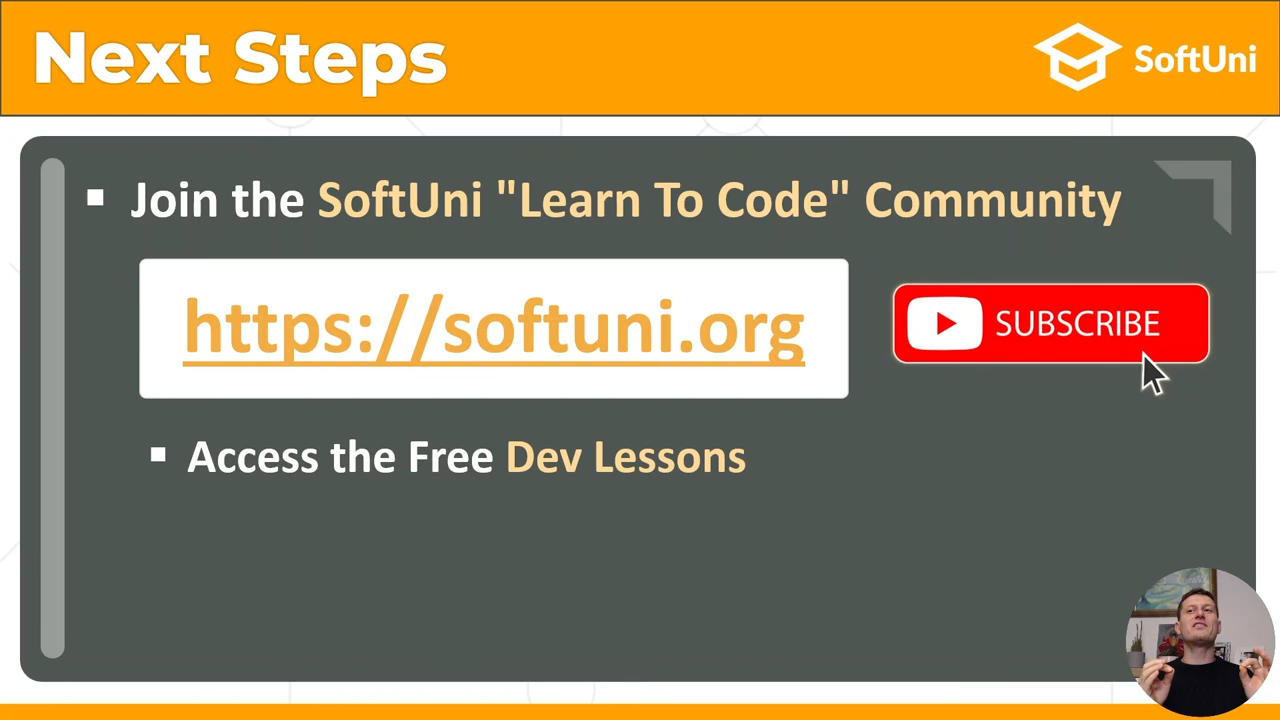 Next Steps
SoftUni
Join the SoftUni "Learn To Code" Community
https://softuni.org
SUBSCRIBE
Access the Free Dev Lessons